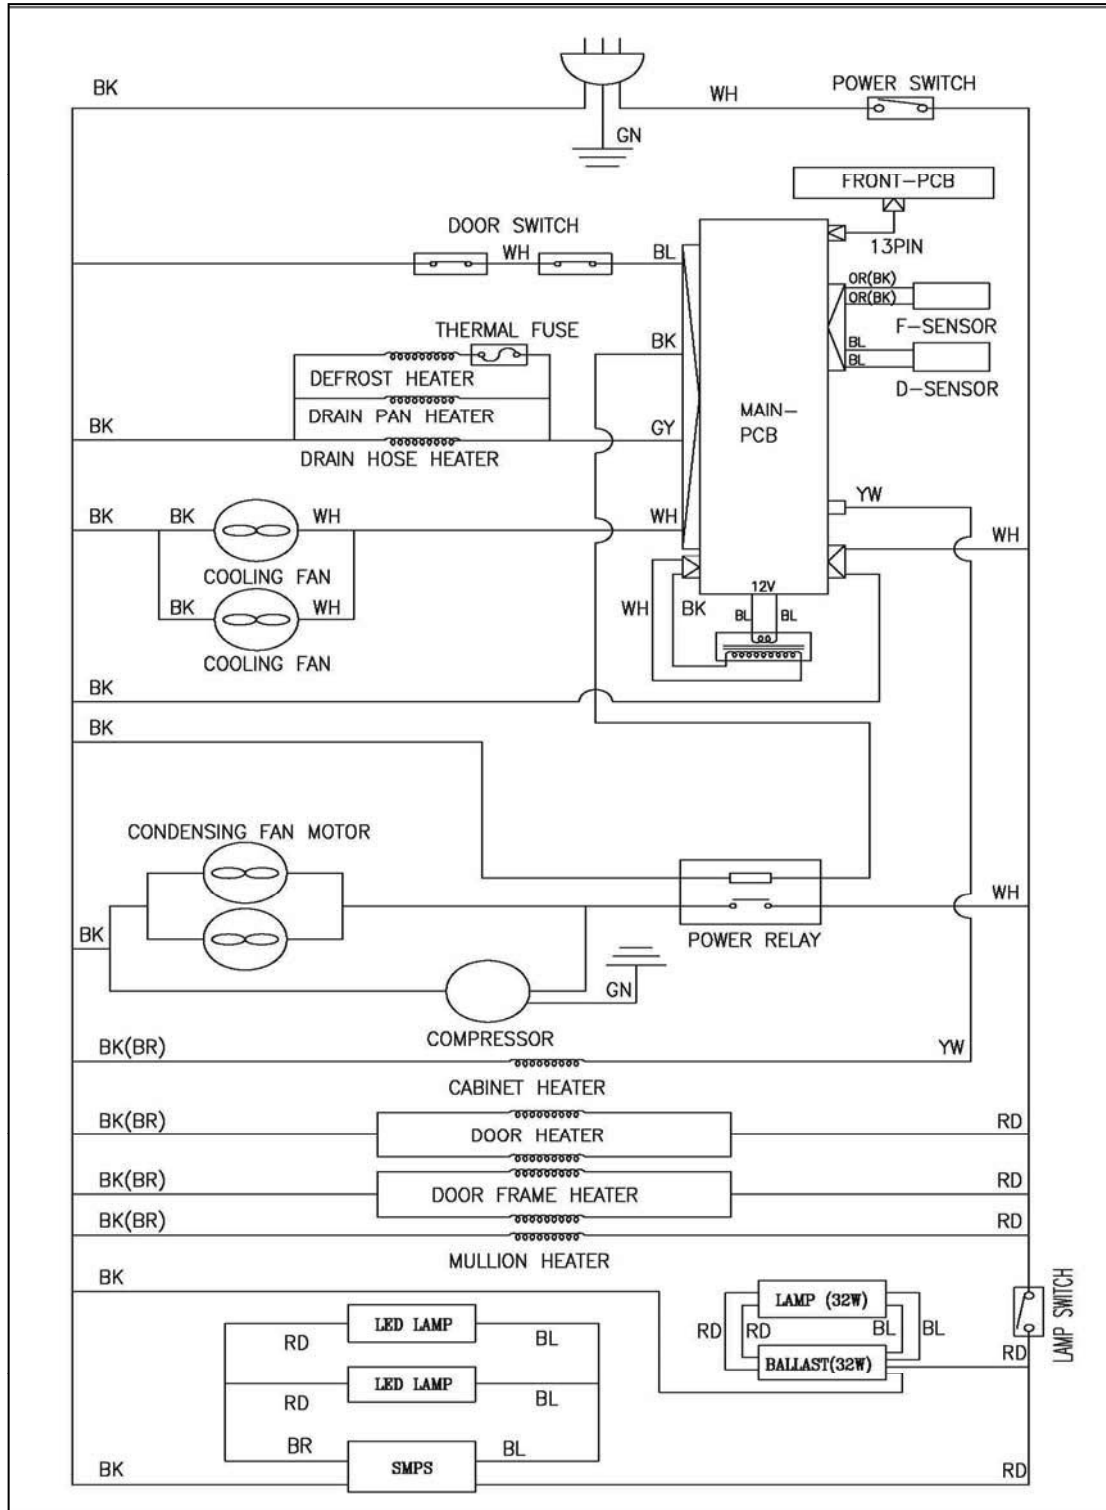 BK
WH
POWER SWITCH
GN
FRONT-PCB
13PIN
DOOR SWITCH
WH
BL
OR(BK)
OR(BK)
F-SENSOR
BL
BL
D-SENSOR
THERMAL FUSE
BK
DEFROST HEATER
DRAIN PAN HEATER
MAIN-
PCB
BK
GY
DRAIN HOSE HEATER
YW
BK
BK
WH
WH
WH
COOLING FAN
12V
BK
WH
WH
BK
BL
BL
COOLING FAN
BK
BK
CONDENSING FAN MOTOR
WH
BK
POWER RELAY
GN
COMPRESSOR
BK(BR)
YW
CABINET HEATER
BK(BR)
DOOR HEATER
RD
BK(BR)
DOOR FRAME HEATER
RD
BK(BR)
RD
MULLION HEATER
BK
LAMP SWITCH
LAMP (32W)
RD
RD
BL
BL
LED LAMP
RD
BL
RD
BALLAST(32W)
LED LAMP
RD
BL
BR
BL
SMPS
BK
RD